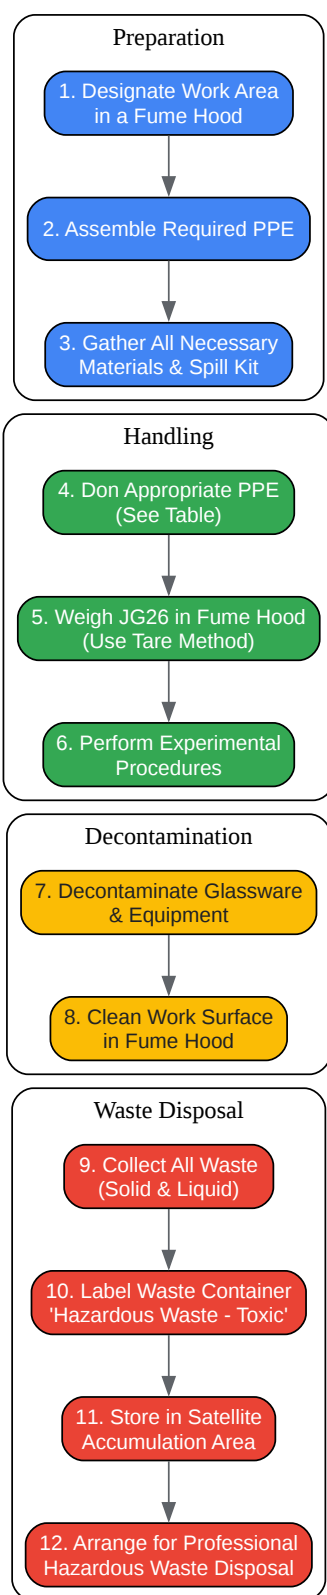 Preparation
1. Designate Work Area
in a Fume Hood
2. Assemble Required PPE
3. Gather All Necessary
Materials & Spill Kit
Handling
4. Don Appropriate PPE
(See Table)
5. Weigh JG26 in Fume Hood
(Use Tare Method)
6. Perform Experimental
Procedures
Decontamination
7. Decontaminate Glassware
& Equipment
8. Clean Work Surface
in Fume Hood
Waste Disposal
9. Collect All Waste
(Solid & Liquid)
10. Label Waste Container
'Hazardous Waste - Toxic'
11. Store in Satellite
Accumulation Area
12. Arrange for Professional
Hazardous Waste Disposal